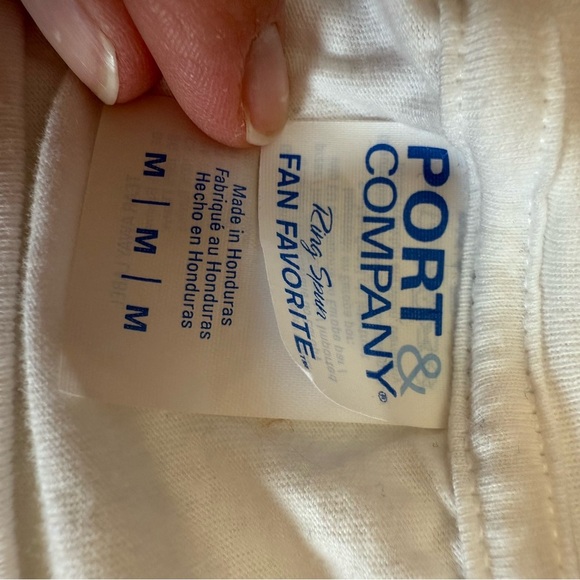 PORT &
COMPANY®
Ring Spun
FAN FAVORITE™
Made in Honduras
Fabriqué au Honduras
Hecho en Honduras
M | M | M